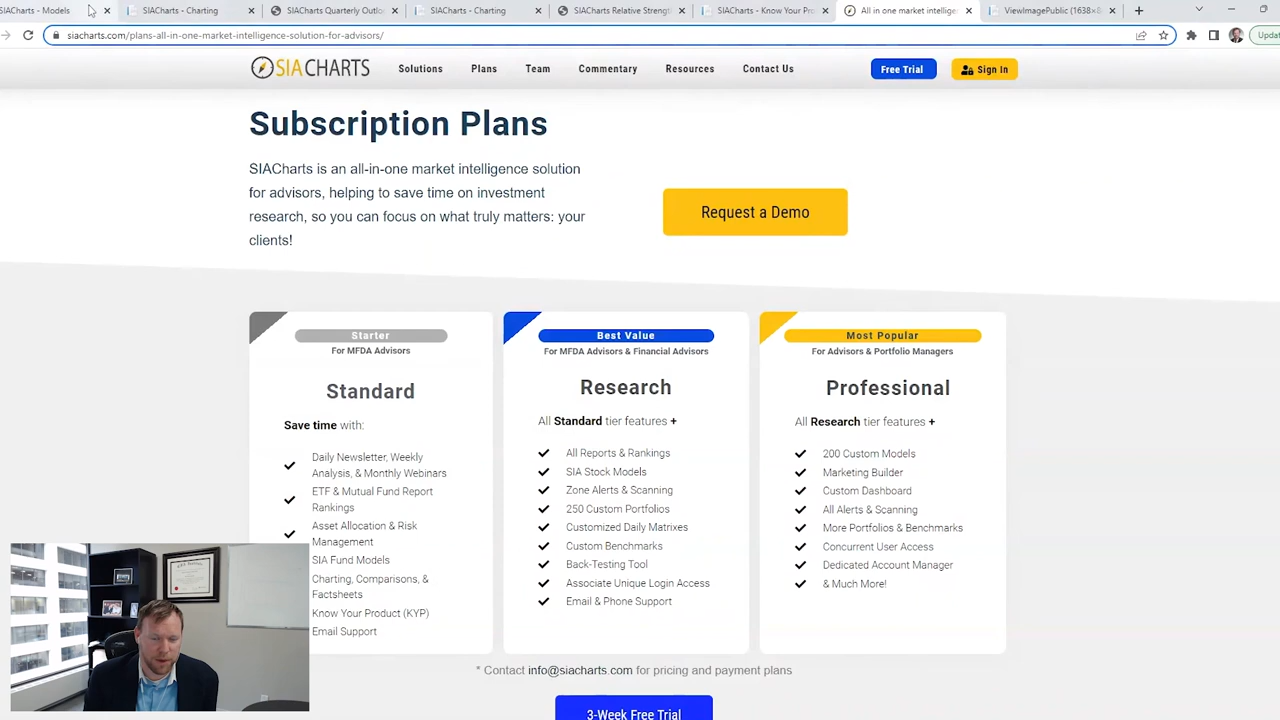 SIACharts - Models
SIACharts - Charting
SIACharts Quarterly Outlo
SIACharts - Charting
SIACharts Relative Strengt
SIACharts - Know Your Pro
All in one market intellige
ViewImagePublic (1638×8
siacharts.com/plans-all-in-one-market-intelligence-solution-for-advisors/
Updat
SIACHARTS
Solutions
Plans
Team
Commentary
Resources
Contact Us
Free Trial
Sign In
Subscription Plans
SIACharts is an all-in-one market intelligence solution
for advisors, helping to save time on investment
research, so you can focus on what truly matters: your
clients!
Request a Demo
Starter
For MFDA Advisors
Standard
Save time with:
Daily Newsletter, Weekly
Analysis, & Monthly Webinars
ETF & Mutual Fund Report
Rankings
Asset Allocation & Risk
Management
SIA Fund Models
Charting, Comparisons, &
Factsheets
Know Your Product (KYP)
Email Support
Best Value
For MFDA Advisors & Financial Advisors
Research
All Standard tier features +
All Reports & Rankings
SIA Stock Models
Zone Alerts & Scanning
250 Custom Portfolios
Customized Daily Matrixes
Custom Benchmarks
Back-Testing Tool
Associate Unique Login Access
Email & Phone Support
Most Popular
For Advisors & Portfolio Managers
Professional
All Research tier features +
200 Custom Models
Marketing Builder
Custom Dashboard
All Alerts & Scanning
More Portfolios & Benchmarks
Concurrent User Access
Dedicated Account Manager
& Much More!
* Contact info@siacharts.com for pricing and payment plans
3-Week Free Trial